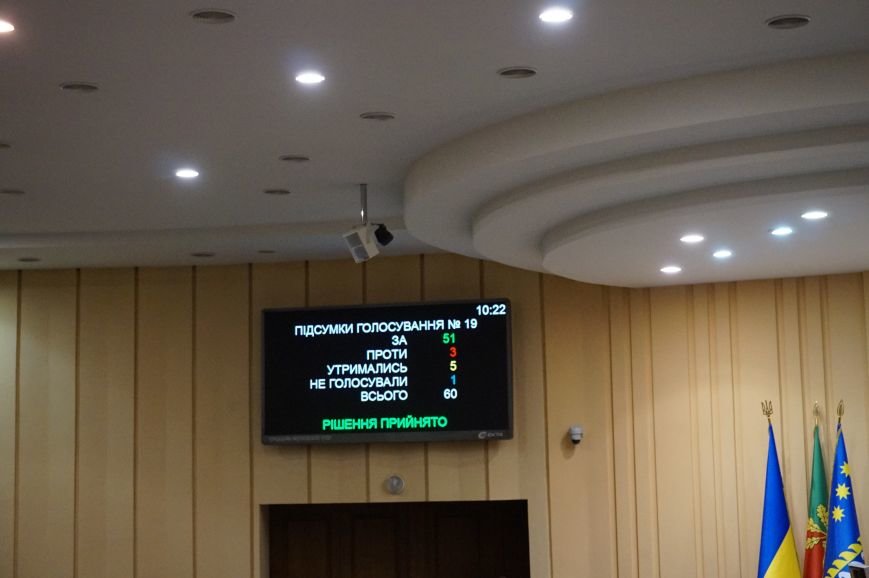 10:22
ПІДСУМКИ ГОЛОСУВАННЯ № 19
ЗА 51
ПРОТИ 3
УТРИМАЛИСЬ 5
НЕ ГОЛОСУВАЛИ 1
ВСЬОГО 60
РІШЕННЯ ПРИЙНЯТО